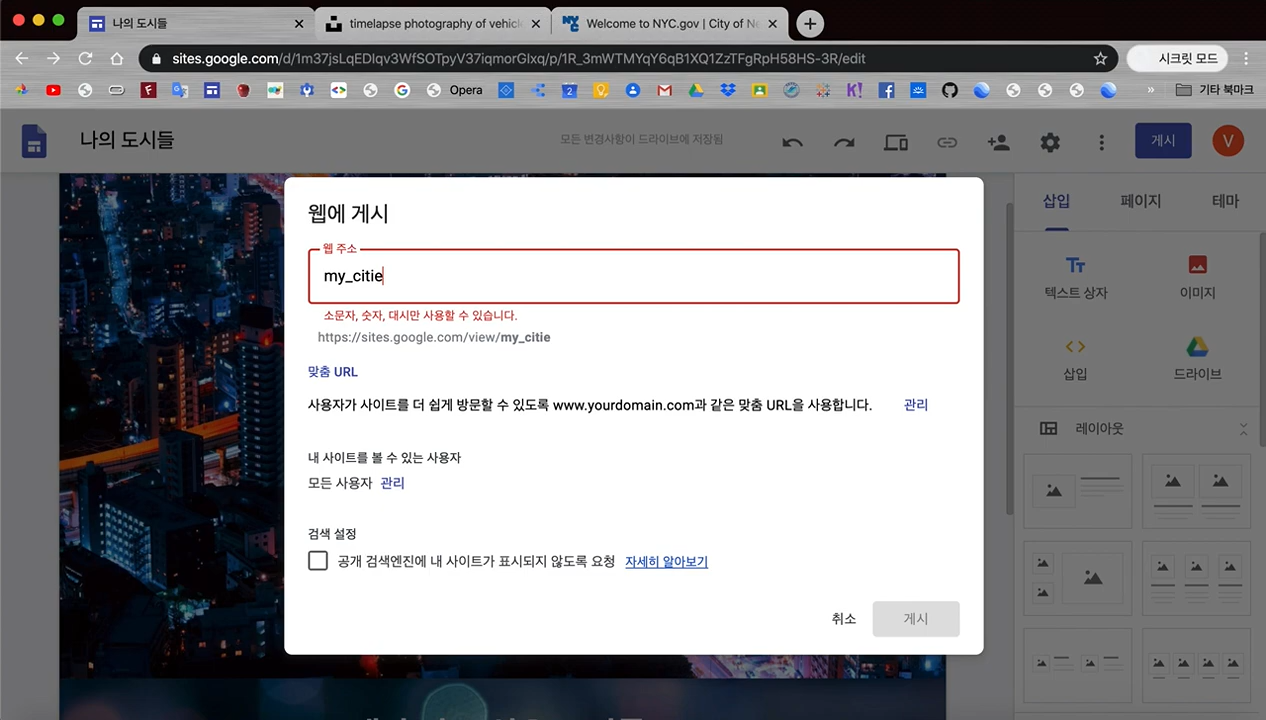 나의 도시들
timelapse photography of vehicl
Welcome to NYC.gov | City of Ne
sites.google.com/d/1m37jsLqEDIqv3WfSOTpyV37iqmorGIxq/p/1R_3mWTMYqY6qB1XQ1ZzTFgRpH58HS-3R/edit
시크릿 모드
Opera
기타 북마크
나의 도시들
모든 변경사항이 드라이브에 저장됨
게시
V
웹에 게시
웹 주소
my_citie
소문자, 숫자, 대시만 사용할 수 있습니다.
https://sites.google.com/view/my_citie
맞춤 URL
사용자가 사이트를 더 쉽게 방문할 수 있도록 www.yourdomain.com과 같은 맞춤 URL을 사용합니다.
관리
내 사이트를 볼 수 있는 사용자
모든 사용자 관리
검색 설정
공개 검색엔진에 내 사이트가 표시되지 않도록 요청 자세히 알아보기
취소
게시
삽입
페이지
테마
텍스트 상자
이미지
삽입
드라이브
레이아웃